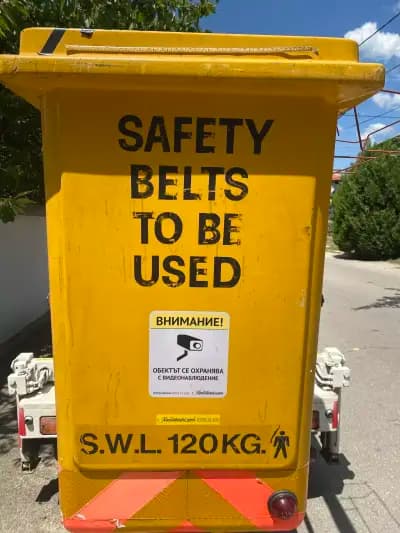 SAFETY
BELTS
TO BE
USED
ВНИМАНИЕ!
ОБЕКТЪТ СЕ ОХРАНЯВА
С ВИДЕОНАБЛЮДЕНИЕ
S.W.L. 120KG.